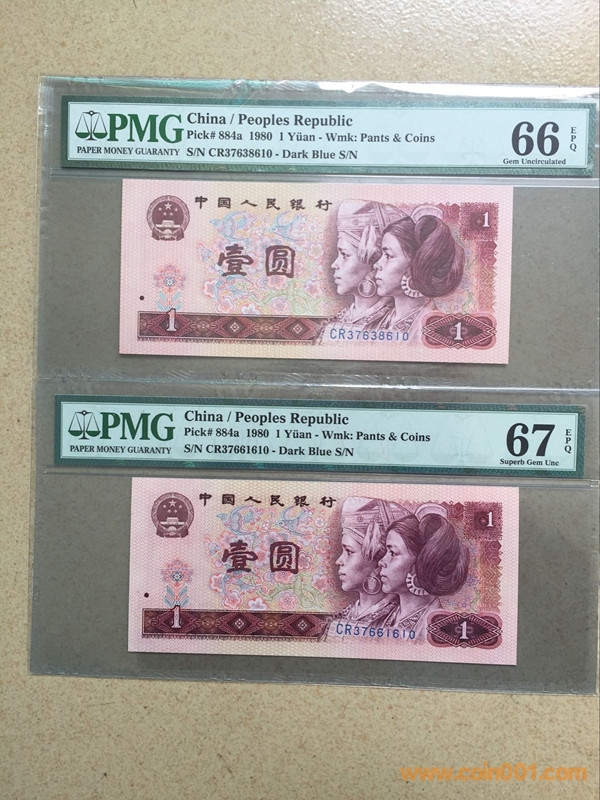 PMG
PAPER MONEY GUARANTY
China / Peoples Republic
Pick# 884a 1980 1 Yüan - Wmk: Pants & Coins
S/N CR37638610 - Dark Blue S/N
66 EPQ
Gem Uncirculated
中国人民银行
1
壹圆
1
CR37638610
1
PMG
PAPER MONEY GUARANTY
China / Peoples Republic
Pick# 884a 1980 1 Yüan - Wmk: Pants & Coins
S/N CR37661610 - Dark Blue S/N
67 EPQ
Superb Gem Unc
中国人民银行
1
壹圆
1
CR37661610
1
www.coin001.com